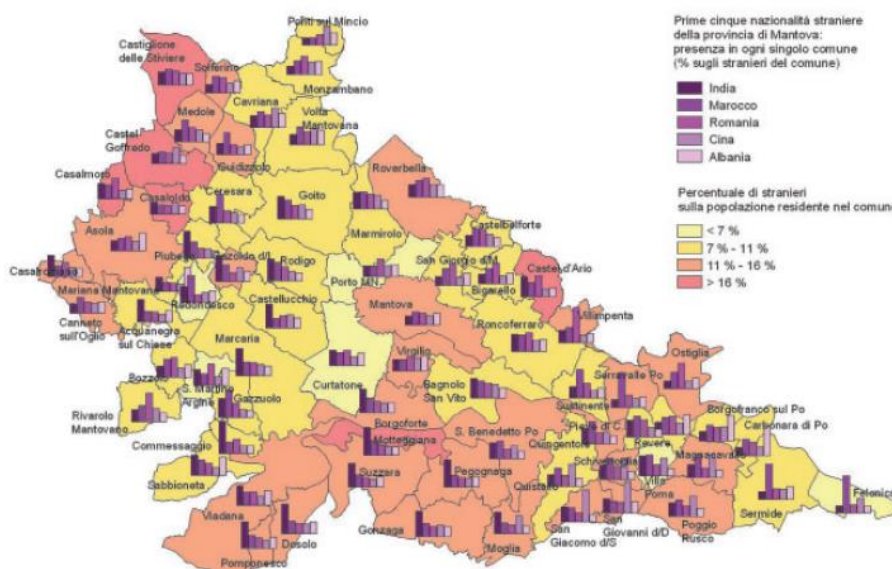 Prime cinque nazionalità straniere
della provincia di Mantova:
presenza in ogni singolo comune
(% sugli stranieri del comune)
India
Marocco
Romania
Cina
Albania
Percentuale di stranieri
sulla popolazione residente nel comune
< 7 %
7 % - 11 %
11 % - 16 %
> 16 %
Ponti sul Mincio
Castiglione
delle Stiviere
Solferino
Monzambano
Cavriana
Medole
Volta
Mantovana
Castel
Goffredo
Guidizzolo
Roverbella
Casalmoro
Ceresara
Casaloldo
Goito
Castelbelforte
Asola
Marmirolo
Piubega
Gazoldo d/I
Rodigo
San Giorgio d/M
Casalromano
Porto MN
Castel d'Ario
Mariana Mantovana
Redondesco
Bigarello
Castellucchio
Mantova
Canneto
sull'Oglio
Acquanegra
sul Chiese
Villimpenta
Roncoferraro
Marcaria
Ostiglia
Virgilio
Bozzolo
Serravalle Po
S. Martino
Argine
Curtatone
Bagnolo
San Vito
Gazzuolo
Sustinente
Rivarolo
Mantovano
Borgoforte
Borgofranco sul Po
Carbonara di Po
Pieve di C.
S. Benedetto Po
Commessaggio
Motteggiana
Quingentole
Revere
Schivenoglia
Magnacavallo
Sabbioneta
Suzzara
Pegognaga
Quistello
Villa
Poma
Felonica
Viadana
Sermide
Gonzaga
San
Giacomo d/S
San
Giovanni d/D
Poggio
Rusco
Dosolo
Moglia
Pomponesco